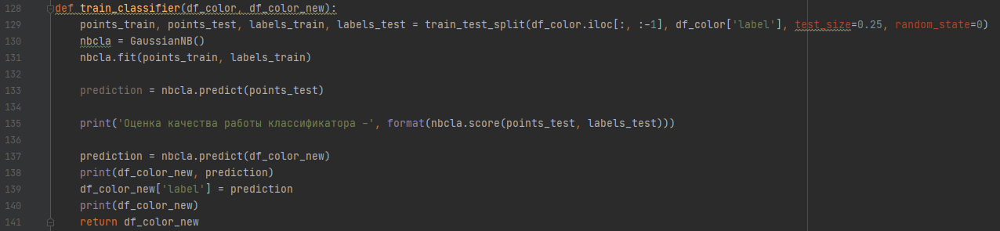 128 def train_classifier(df_color, df_color_new):
129 points_train, points_test, labels_train, labels_test = train_test_split(df_color.iloc[:, :-1], df_color['label'], test_size=0.25, random_state=0)
130 nbcla = GaussianNB()
131 nbcla.fit(points_train, labels_train)
132
133 prediction = nbcla.predict(points_test)
134
135 print('Оценка качества работы классификатора -', format(nbcla.score(points_test, labels_test)))
136
137 prediction = nbcla.predict(df_color_new)
138 print(df_color_new, prediction)
139 df_color_new['label'] = prediction
140 print(df_color_new)
141 return df_color_new